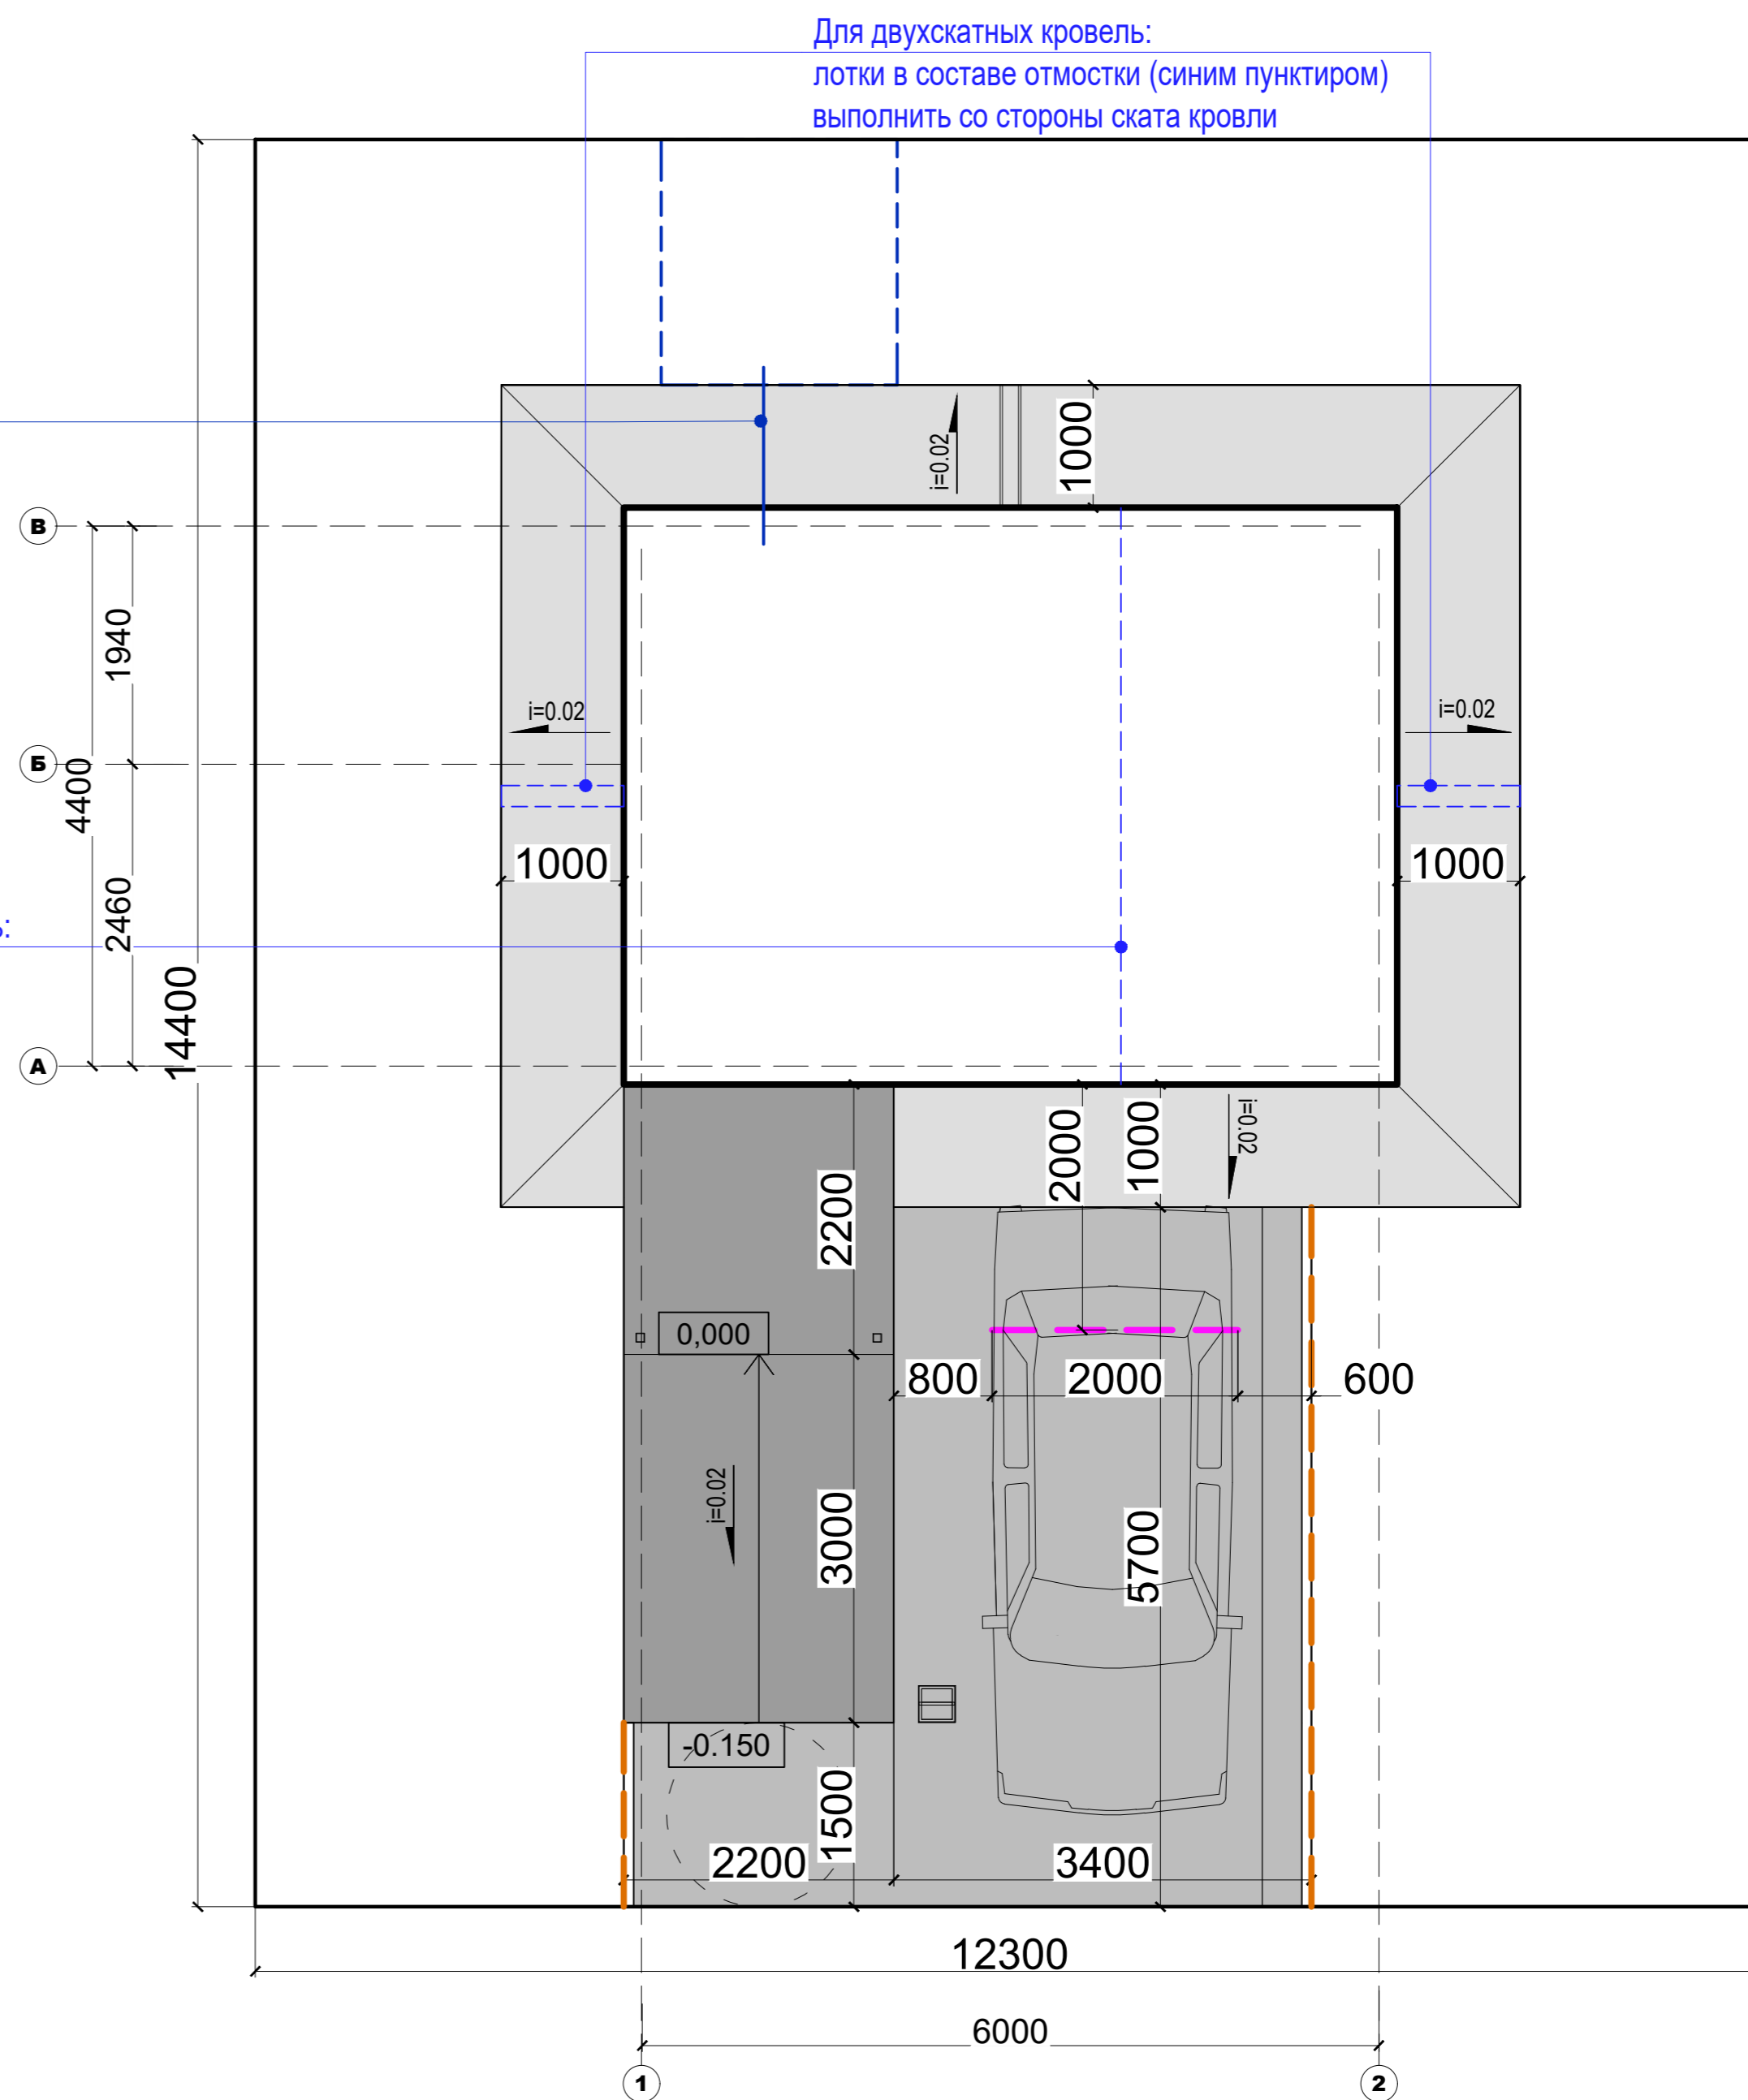 Для двухскатных кровель:
лотки в составе отмостки (синим пунктиром)
выполнить со стороны ската кровли
i=0.02
1000
В
1940
i=0.02
i=0.02
Б
4400
1000
1000
2460
14400
А
2000
1000
i=0.02
2200
0,000
800
2000
600
i=0.02
3000
5700
-0.150
1500
2200
3400
12300
6000
1
2